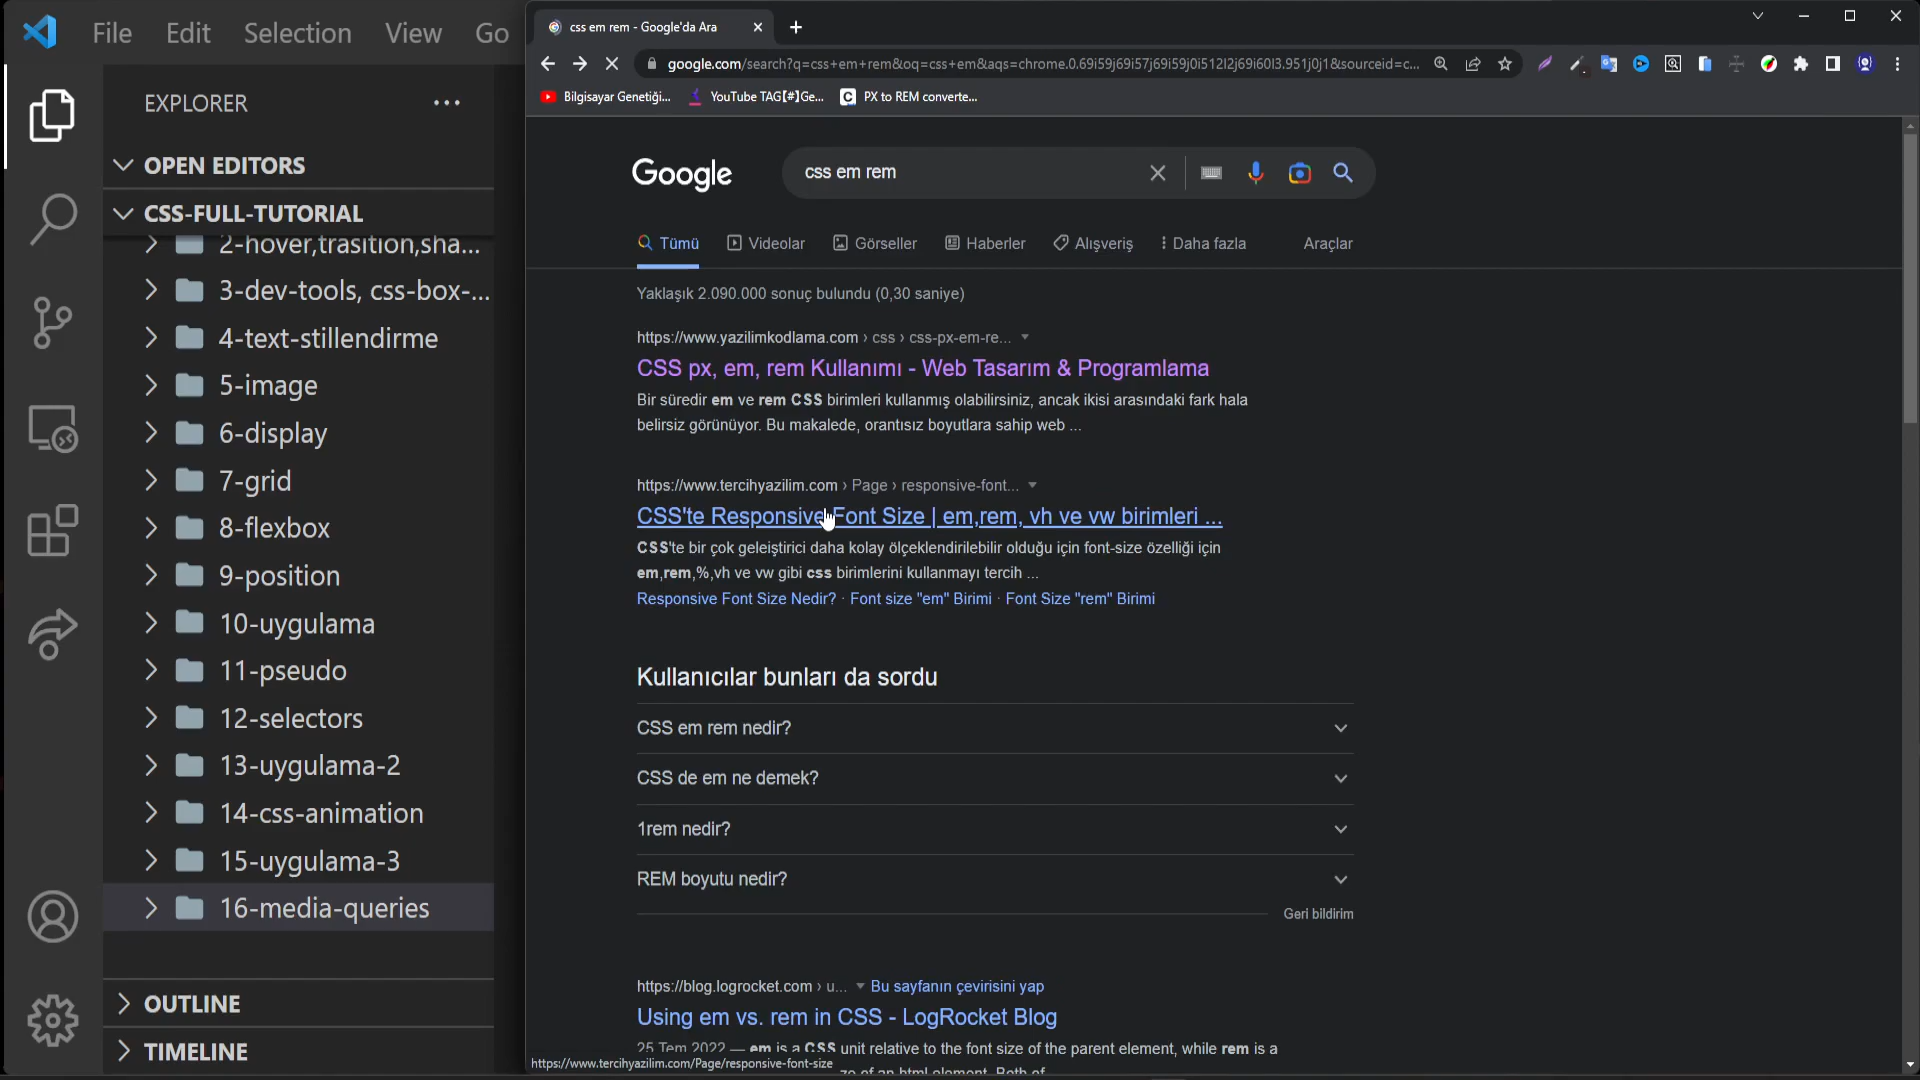 File Edit Selection View Go
EXPLORER
OPEN EDITORS
CSS-FULL-TUTORIAL
2-hover,trasition,sha...
3-dev-tools, css-box-...
4-text-stillendirme
5-image
6-display
7-grid
8-flexbox
9-position
10-uygulama
11-pseudo
12-selectors
13-uygulama-2
14-css-animation
15-uygulama-3
16-media-queries
OUTLINE
TIMELINE
css em rem - Google'da Ara
google.com/search?q=css+em+rem&oq=css+em&aqs=chrome.0.69i59j69i57j69i59j0i512l2j69i60l3.951j0j1&sourceid=c...
Bilgisayar Genetiği... YouTube TAG[#]Ge... PX to REM converte...
Google
css em rem
Tümü Videolar Görseller Haberler Alışveriş Daha fazla Araçlar
Yaklaşık 2.090.000 sonuç bulundu (0,30 saniye)
https://www.yazilimkodlama.com › css › css-px-em-re...
CSS px, em, rem Kullanımı - Web Tasarım & Programlama
Bir süredir em ve rem CSS birimleri kullanmış olabilirsiniz, ancak ikisi arasındaki fark hala
belirsiz görünüyor. Bu makalede, orantısız boyutlara sahip web ...
https://www.tercihyazilim.com › Page › responsive-font...
CSS'te Responsive Font Size | em,rem, vh ve vw birimleri ...
CSS'te bir çok geleiştirici daha kolay ölçeklendirilebilir olduğu için font-size özelliği için
em,rem,%,vh ve vw gibi css birimlerini kullanmayı tercih ...
Responsive Font Size Nedir? · Font size "em" Birimi · Font Size "rem" Birimi
Kullanıcılar bunları da sordu
CSS em rem nedir?
CSS de em ne demek?
1rem nedir?
REM boyutu nedir?
Geri bildirim
https://blog.logrocket.com › u... Bu sayfanın çevirisini yap
Using em vs. rem in CSS - LogRocket Blog
25 Tem 2022 — em is a CSS unit relative to the font size of the parent element, while rem is a
https://www.tercihyazilim.com/Page/responsive-font-size
of an html element. Both of